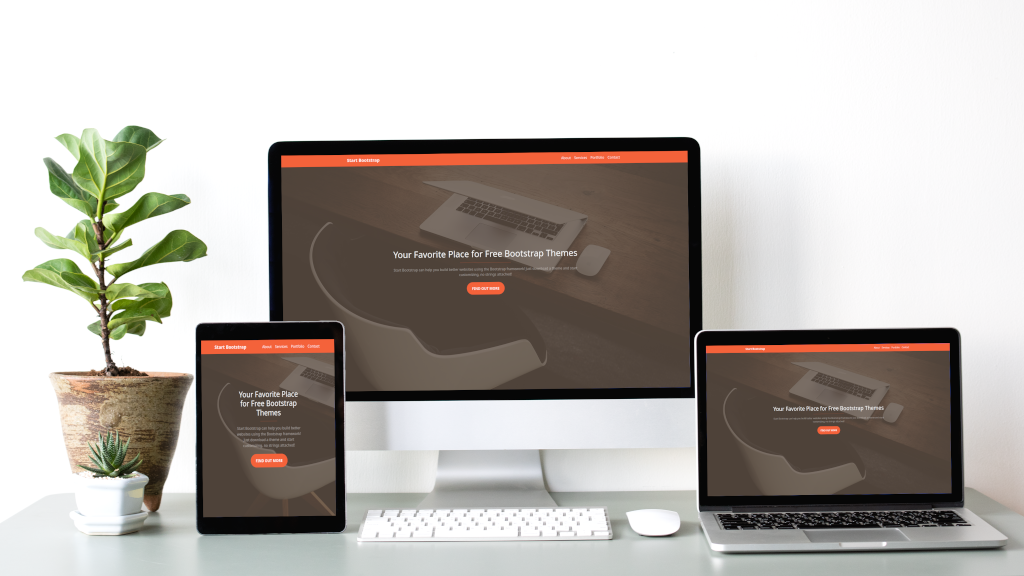 Start Bootstrap
About Services Portfolio Contact
Your Favorite Place for Free Bootstrap Themes
Start Bootstrap can help you build better websites using the Bootstrap framework! Just download a theme and start
customizing, no strings attached!
FIND OUT MORE
Start Bootstrap
About Services Portfolio Contact
Your Favorite Place
for Free Bootstrap
Themes
Start Bootstrap can help you build better
websites using the Bootstrap framework!
Just download a theme and start
customizing, no strings attached!
FIND OUT MORE
Start Bootstrap
About Services Portfolio Contact
Your Favorite Place for Free Bootstrap Themes
FIND OUT MORE